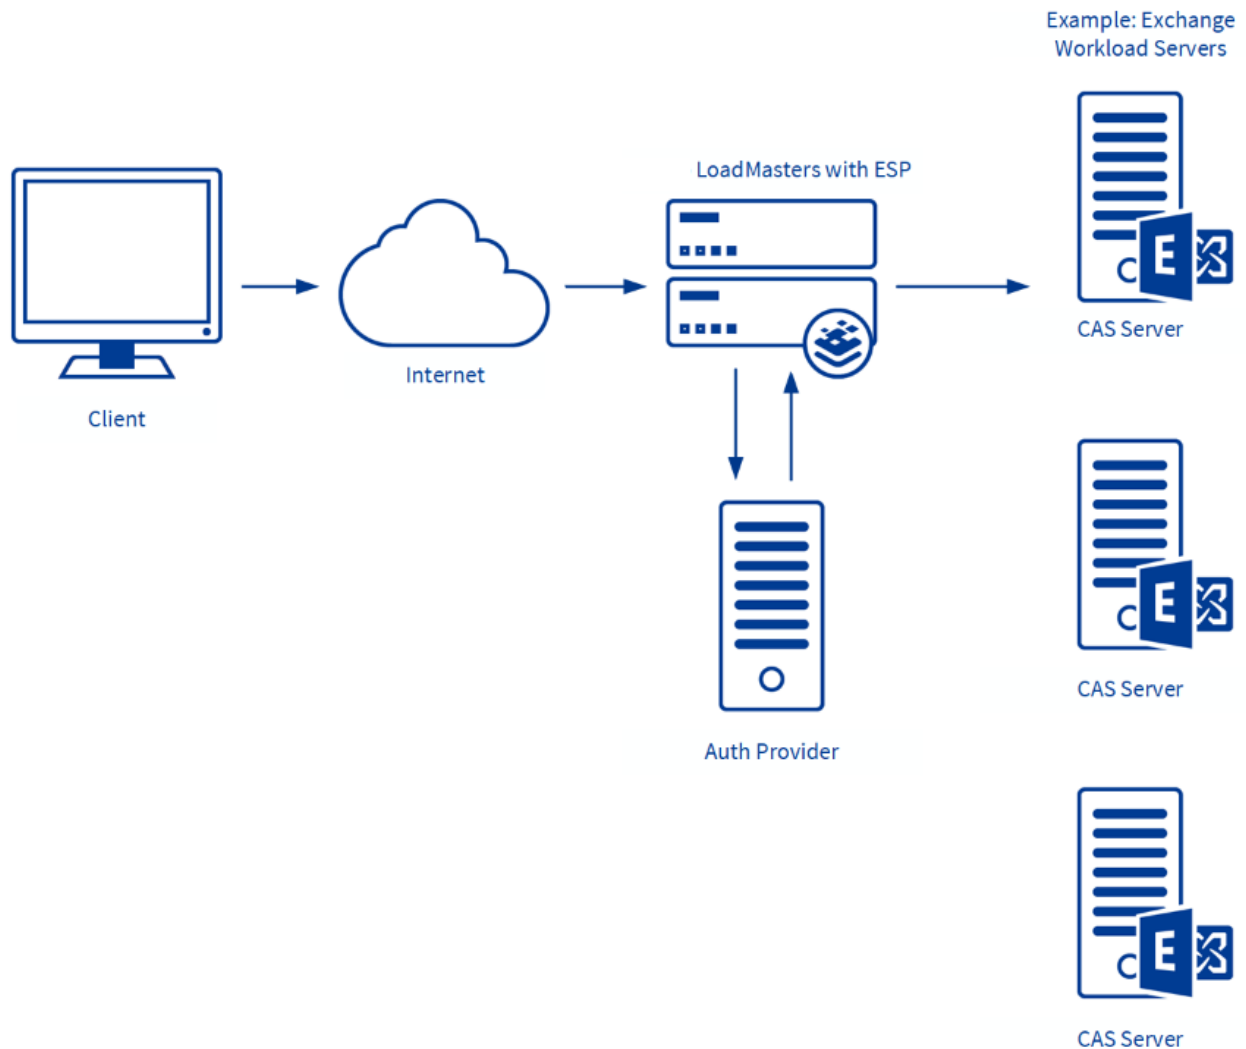 Example: Exchange
Workload Servers
LoadMasters with ESP
E
CAS Server
Internet
Client
E
CAS Server
Auth Provider
E
CAS Server